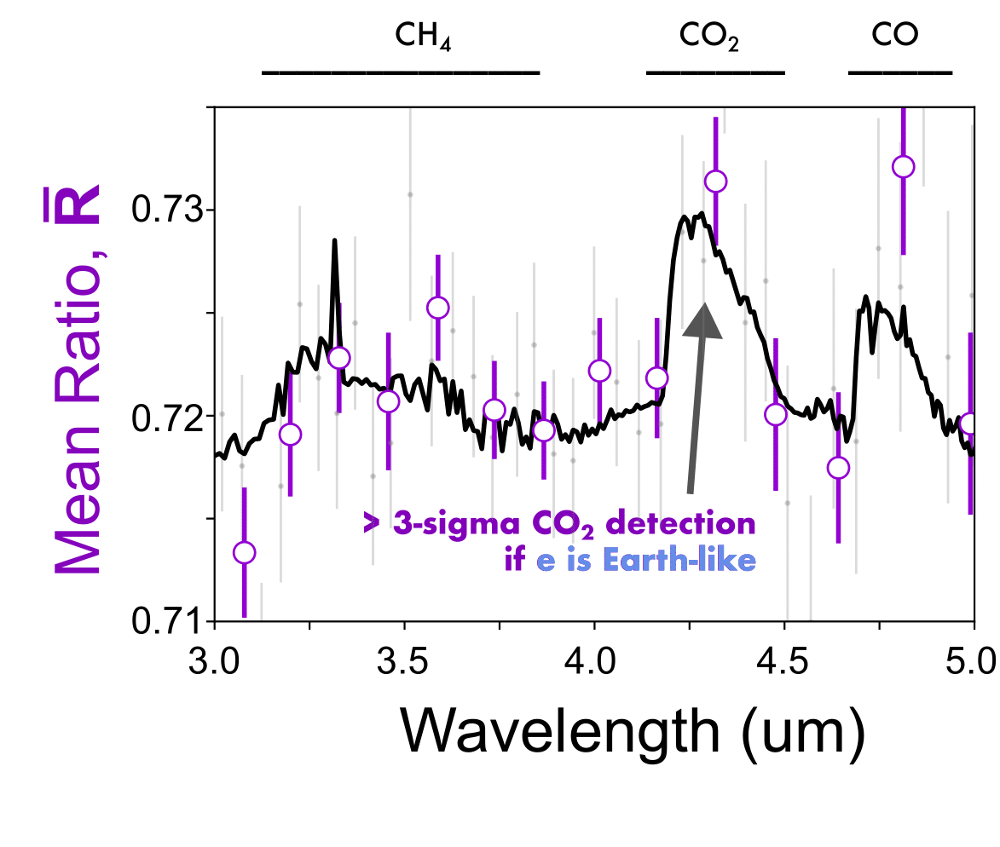 CH₄ CO₂ CO
Mean Ratio, R̅
0.73
0.72
0.71
> 3-sigma CO₂ detection
if e is Earth-like
3.0 3.5 4.0 4.5 5.0
Wavelength (um)